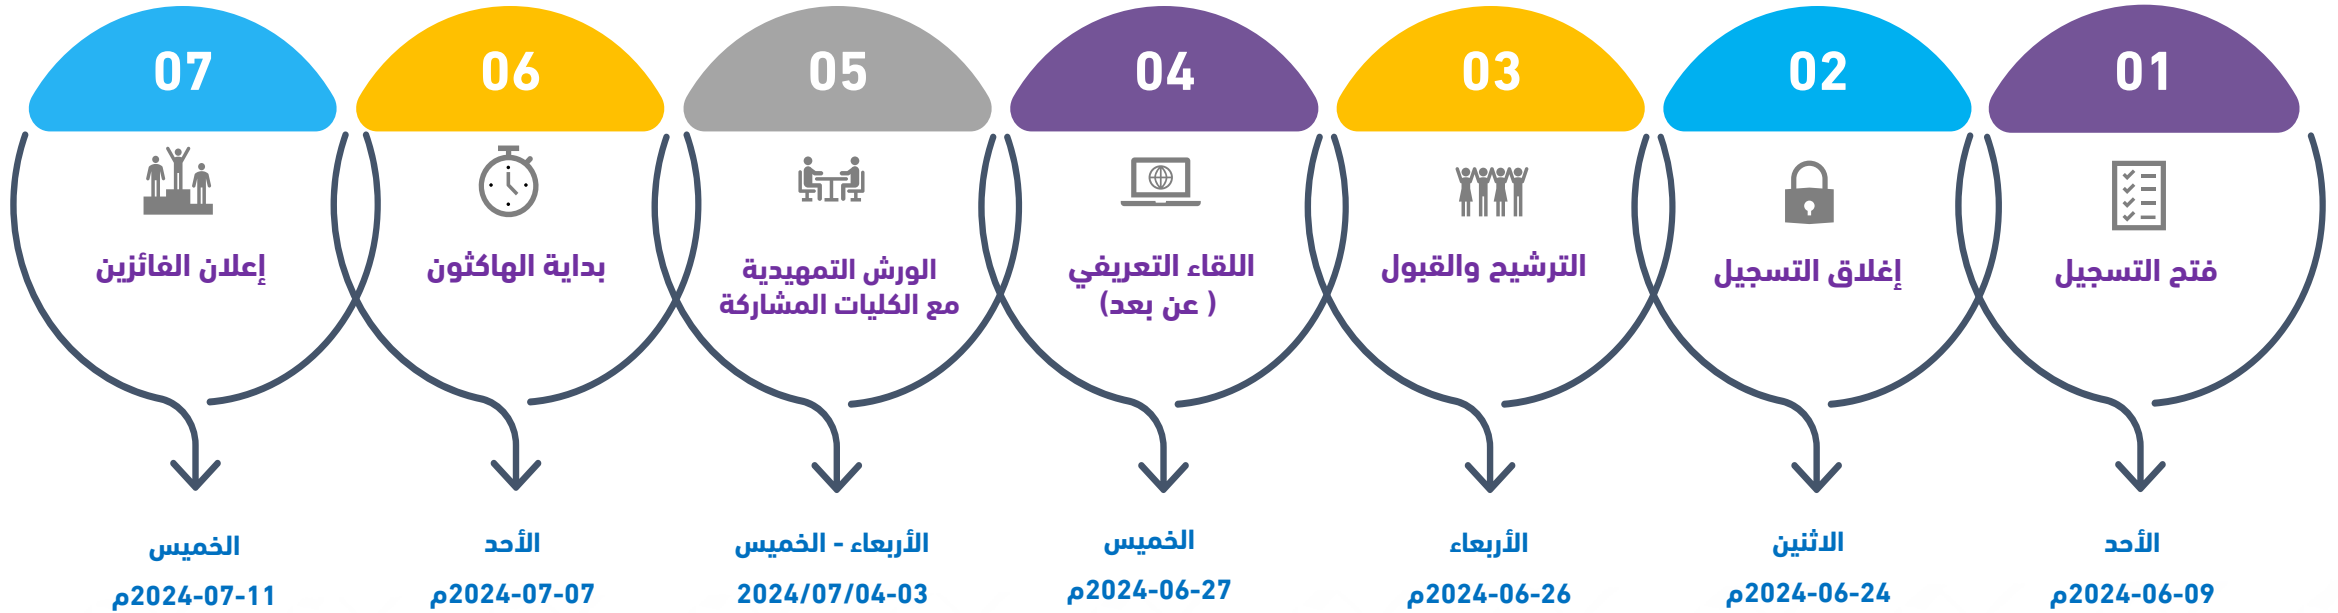 01
فتح التسجيل
الأحد
2024-06-09م
02
إغلاق التسجيل
الاثنين
2024-06-24م
03
الترشيح والقبول
الأربعاء
2024-06-26م
04
اللقاء التعريفي
( عن بعد)
الخميس
2024-06-27م
05
الورش التمهيدية
مع الكليات المشاركة
الأربعاء - الخميس
2024/07/04-03
06
بداية الهاكثون
الأحد
2024-07-07م
07
إعلان الفائزين
الخميس
2024-07-11م